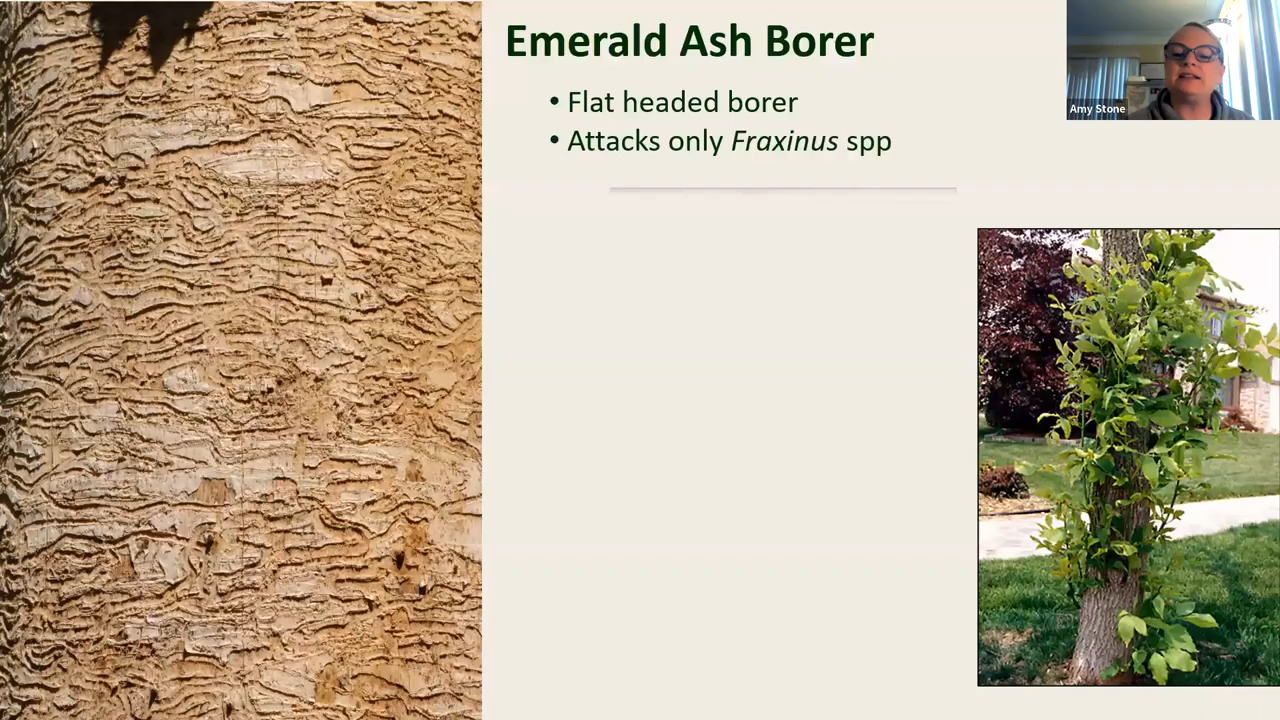 Emerald Ash Borer
• Flat headed borer
• Attacks only Fraxinus spp
Amy Stone